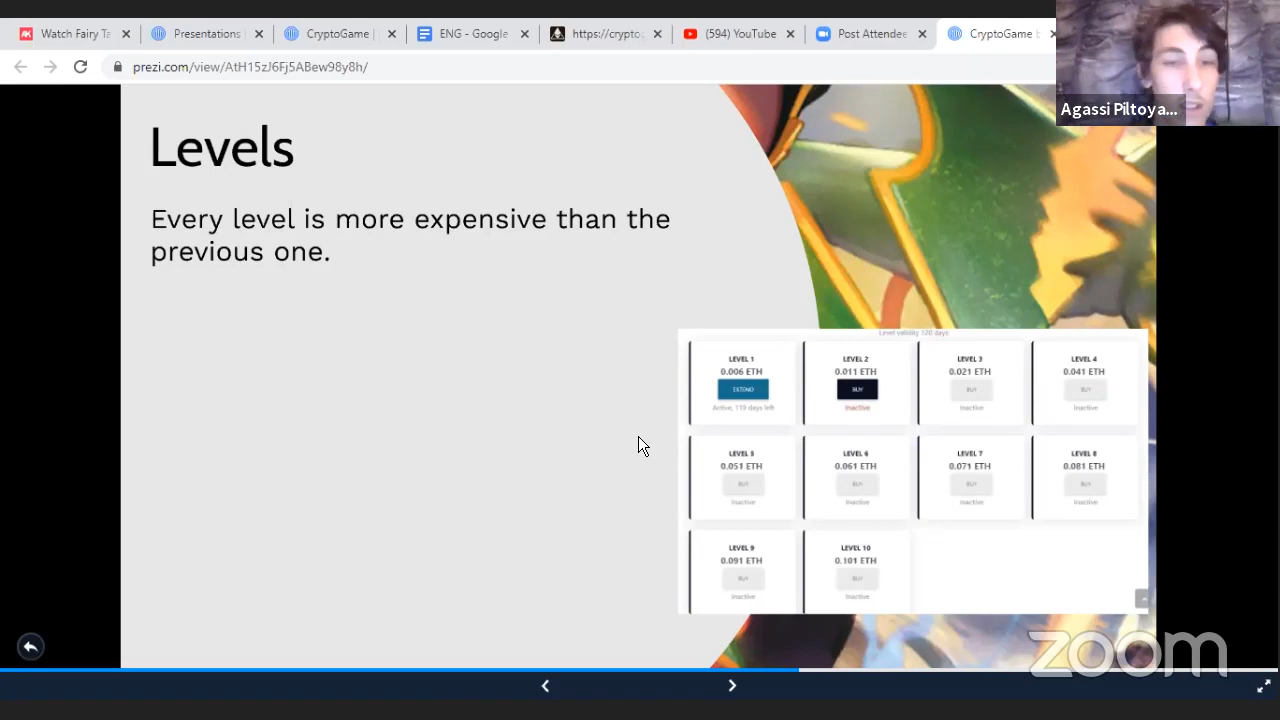 Watch Fairy Ta
Presentations
CryptoGame |
ENG - Google
https://crypto
(594) YouTube
Post Attendee
CryptoGame b
prezi.com/view/AtH15zJ6Fj5ABew98y8h/
Agassi Piltoya...
Levels
Every level is more expensive than the
previous one.
Level validity 120 days
LEVEL 1
0.006 ETH
EXTEND
Active, 119 days left
LEVEL 2
0.011 ETH
BUY
Inactive
LEVEL 3
0.021 ETH
BUY
Inactive
LEVEL 4
0.041 ETH
BUY
Inactive
LEVEL 5
0.051 ETH
BUY
Inactive
LEVEL 6
0.061 ETH
BUY
Inactive
LEVEL 7
0.071 ETH
BUY
Inactive
LEVEL 8
0.081 ETH
BUY
Inactive
LEVEL 9
0.091 ETH
BUY
Inactive
LEVEL 10
0.101 ETH
BUY
Inactive
zoom